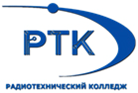 РТК
РАДИОТЕХНИЧЕСКИЙ КОЛЛЕДЖ